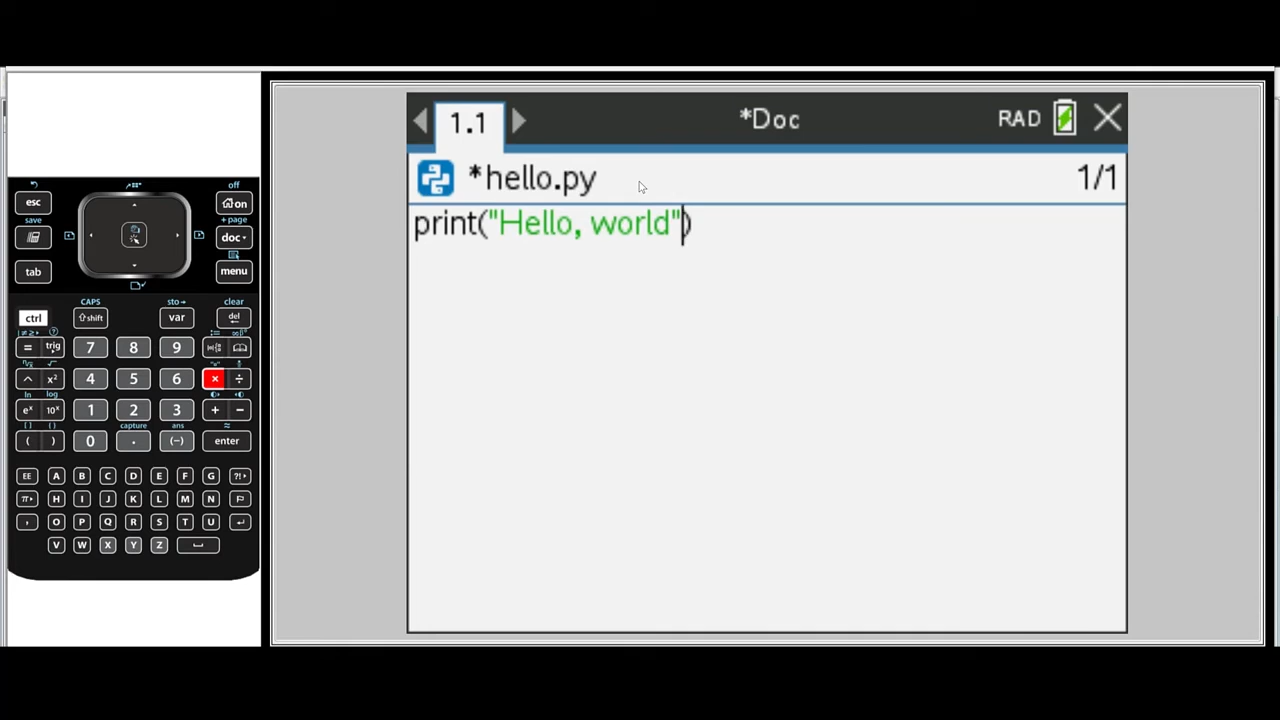 1.1 *Doc RAD
*hello.py 1/1
print("Hello, world")
off
esc on
save + page
doc
tab menu
CAPS sto→ clear
ctrl shift var del
= trig 7 8 9
^ x² 4 5 6 × ÷
ln log
eˣ 10ˣ 1 2 3 + −
[ ] { } capture ans ≈
( ) 0 . (−) enter
EE A B C D E F G ?!
π H I J K L M N
, O P Q R S T U
V W X Y Z